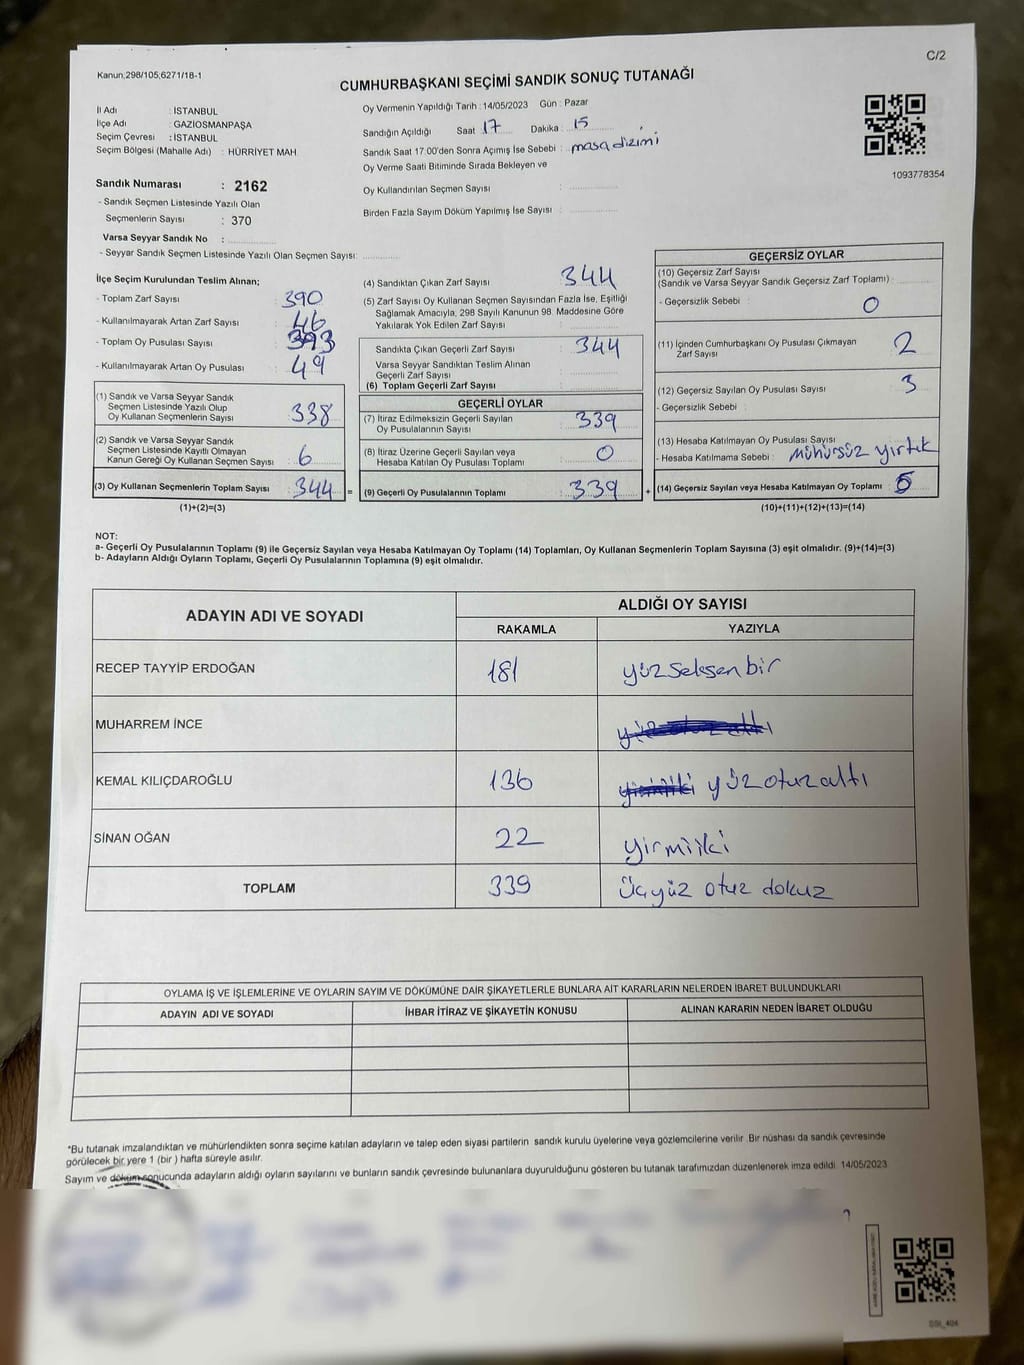 C/2
Kanun;298/105;6271/18-1
CUMHURBAŞKANI SEÇİMİ SANDIK SONUÇ TUTANAĞI
İl Adı : İSTANBUL
İlçe Adı : GAZİOSMANPAŞA
Seçim Çevresi : İSTANBUL
Seçim Bölgesi (Mahalle Adı) : HÜRRİYET MAH.
Oy Vermenin Yapıldığı Tarih : 14/05/2023 Gün : Pazar
Sandığın Açıldığı Saat : 17 Dakika : 15
Sandık Saat 17.00'den Sonra Açımış İse Sebebi : masa dizimi
Oy Verme Saati Bitiminde Sırada Bekleyen ve
Oy Kullandırılan Seçmen Sayısı :
Birden Fazla Sayım Döküm Yapılmış İse Sayısı :
1093778354
Sandık Numarası : 2162
- Sandık Seçmen Listesinde Yazılı Olan
Seçmenlerin Sayısı : 370
Varsa Seyyar Sandık No :
- Seyyar Sandık Seçmen Listesinde Yazılı Olan Seçmen Sayısı:
İlçe Seçim Kurulundan Teslim Alınan;
- Toplam Zarf Sayısı : 390
- Kullanılmayarak Artan Zarf Sayısı : 46
- Toplam Oy Pusulası Sayısı : 393
- Kullanılmayarak Artan Oy Pusulası : 49
(1) Sandık ve Varsa Seyyar Sandık
Seçmen Listesinde Yazılı Olup
Oy Kullanan Seçmenlerin Sayısı : 338
(2) Sandık ve Varsa Seyyar Sandık
Seçmen Listesinde Kayıtlı Olmayan
Kanun Gereği Oy Kullanan Seçmen Sayısı : 6
(3) Oy Kullanan Seçmenlerin Toplam Sayısı : 344 =
(1)+(2)=(3)
(4) Sandıktan Çıkan Zarf Sayısı : 344
(5) Zarf Sayısı Oy Kullanan Seçmen Sayısından Fazla İse, Eşitliği
Sağlamak Amacıyla, 298 Sayılı Kanunun 98. Maddesine Göre
Yakılarak Yok Edilen Zarf Sayısı :
Sandıkta Çıkan Geçerli Zarf Sayısı : 344
Varsa Seyyar Sandıktan Teslim Alınan
Geçerli Zarf Sayısı :
(6) Toplam Geçerli Zarf Sayısı :
GEÇERLİ OYLAR
(7) İtiraz Edilmeksizin Geçerli Sayılan
Oy Pusulalarının Sayısı : 339
(8) İtiraz Üzerine Geçerli Sayılan veya
Hesaba Katılan Oy Pusulası Toplamı : 0
(9) Geçerli Oy Pusulalarının Toplamı : 339 +
GEÇERSİZ OYLAR
(10) Geçersiz Zarf Sayısı
(Sandık ve Varsa Seyyar Sandık Geçersiz Zarf Toplamı) :
- Geçersizlik Sebebi : 0
(11) İçinden Cumhurbaşkanı Oy Pusulası Çıkmayan
Zarf Sayısı : 2
(12) Geçersiz Sayılan Oy Pusulası Sayısı : 3
- Geçersizlik Sebebi :
(13) Hesaba Katılmayan Oy Pusulası Sayısı
- Hesaba Katılmama Sebebi : Mühürsüz yırtık
(14) Geçersiz Sayılan veya Hesaba Katılmayan Oy Toplamı : 5
(10)+(11)+(12)+(13)=(14)
NOT:
a- Geçerli Oy Pusulalarının Toplamı (9) ile Geçersiz Sayılan veya Hesaba Katılmayan Oy Toplamı (14) Toplamları, Oy Kullanan Seçmenlerin Toplam Sayısına (3) eşit olmalıdır. (9)+(14)=(3)
b- Adayların Aldığı Oyların Toplamı, Geçerli Oy Pusulalarının Toplamına (9) eşit olmalıdır.
ADAYIN ADI VE SOYADI
ALDIĞI OY SAYISI
RAKAMLA YAZIYLA
RECEP TAYYİP ERDOĞAN 181 yüzseksenbir
MUHARREM İNCE yüz otuz altı
KEMAL KILIÇDAROĞLU 136 yirmiiki yüzotuzaltı
SİNAN OĞAN 22 yirmiiki
TOPLAM 339 üçyüz otuz dokuz
OYLAMA İŞ VE İŞLEMLERİNE VE OYLARIN SAYIM VE DÖKÜMÜNE DAİR ŞİKAYETLERLE BUNLARA AİT KARARLARIN NELERDEN İBARET BULUNDUKLARI
ADAYIN ADI VE SOYADI İHBAR İTİRAZ VE ŞİKAYETİN KONUSU ALINAN KARARIN NEDEN İBARET OLDUĞU
*Bu tutanak imzalandıktan ve mühürlendikten sonra seçime katılan adayların ve talep eden siyasi partilerin sandık kurulu üyelerine veya gözlemcilerine verilir. Bir nüshası da sandık çevresinde
görülecek bir yere 1 (bir ) hafta süreyle asılır.
Sayım ve döküm sonucunda adayların aldığı oyların sayılarını ve bunların sandık çevresinde bulunanlara duyurulduğunu gösteren bu tutanak tarafımızdan düzenlenerek imza edildi. 14/05/2023